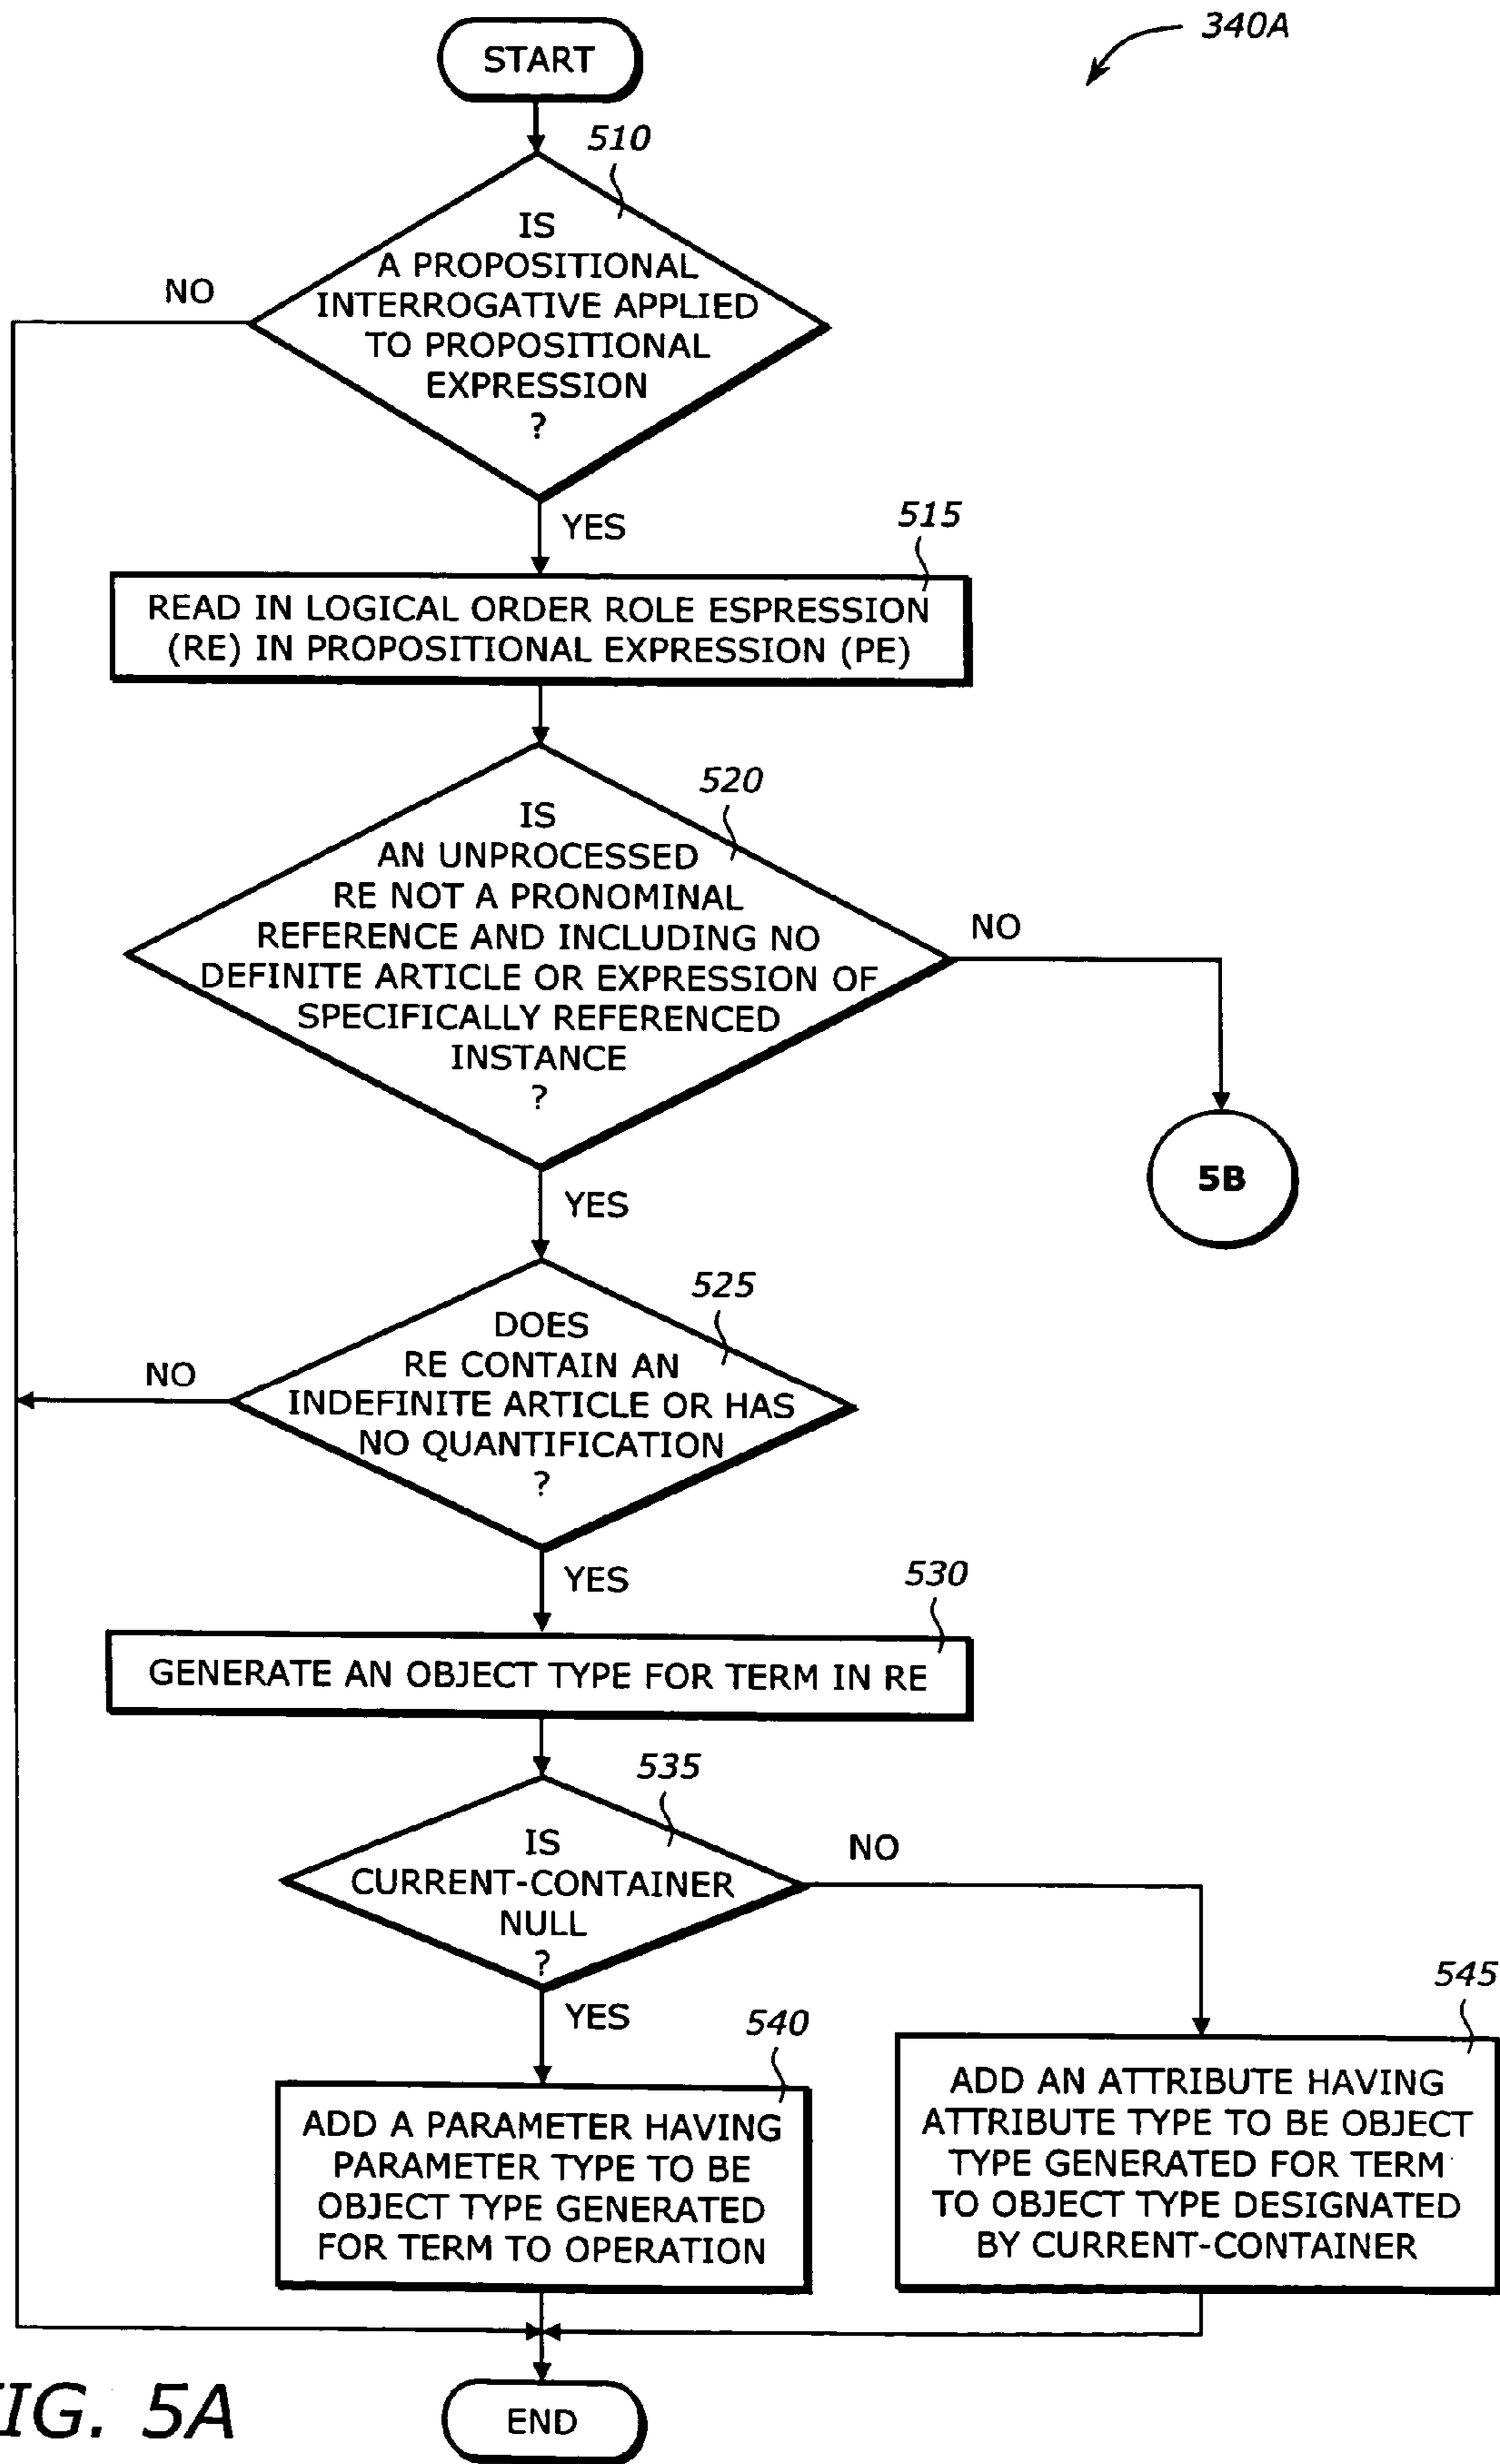 340A
START
510
IS
A PROPOSITIONAL
INTERROGATIVE APPLIED
TO PROPOSITIONAL
EXPRESSION
?
NO
YES
515
READ IN LOGICAL ORDER ROLE ESPRESSION
(RE) IN PROPOSITIONAL EXPRESSION (PE)
520
IS
AN UNPROCESSED
RE NOT A PRONOMINAL
REFERENCE AND INCLUDING NO
DEFINITE ARTICLE OR EXPRESSION OF
SPECIFICALLY REFERENCED
INSTANCE
?
NO
5B
YES
525
DOES
RE CONTAIN AN
INDEFINITE ARTICLE OR HAS
NO QUANTIFICATION
?
NO
YES
530
GENERATE AN OBJECT TYPE FOR TERM IN RE
535
IS
CURRENT-CONTAINER
NULL
?
NO
YES
540
ADD A PARAMETER HAVING
PARAMETER TYPE TO BE
OBJECT TYPE GENERATED
FOR TERM TO OPERATION
545
ADD AN ATTRIBUTE HAVING
ATTRIBUTE TYPE TO BE OBJECT
TYPE GENERATED FOR TERM
TO OBJECT TYPE DESIGNATED
BY CURRENT-CONTAINER
END
IG. 5A